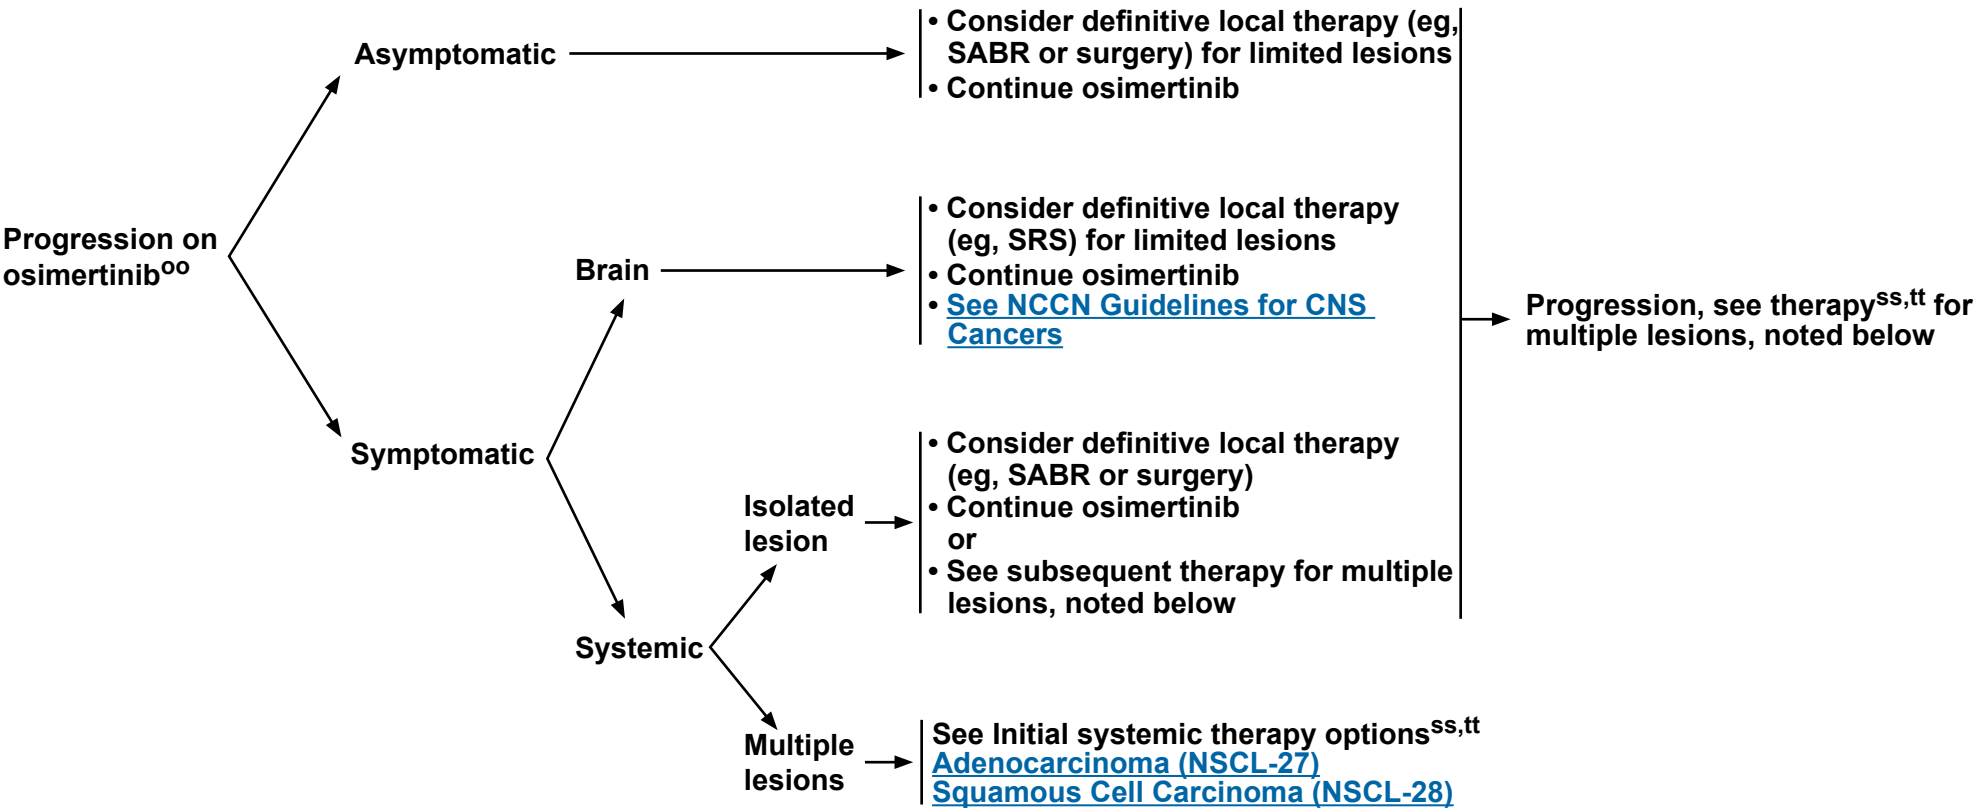 Asymptomatic
• Consider definitive local therapy (eg,
SABR or surgery) for limited lesions
• Continue osimertinib
Progression on
osimertinib^oo
Brain
• Consider definitive local therapy
(eg, SRS) for limited lesions
• Continue osimertinib
• See NCCN Guidelines for CNS
Cancers
Progression, see therapy^ss,tt for
multiple lesions, noted below
Symptomatic
Isolated
lesion
• Consider definitive local therapy
(eg, SABR or surgery)
• Continue osimertinib
or
• See subsequent therapy for multiple
lesions, noted below
Systemic
Multiple
lesions
See Initial systemic therapy options^ss,tt
Adenocarcinoma (NSCL-27)
Squamous Cell Carcinoma (NSCL-28)